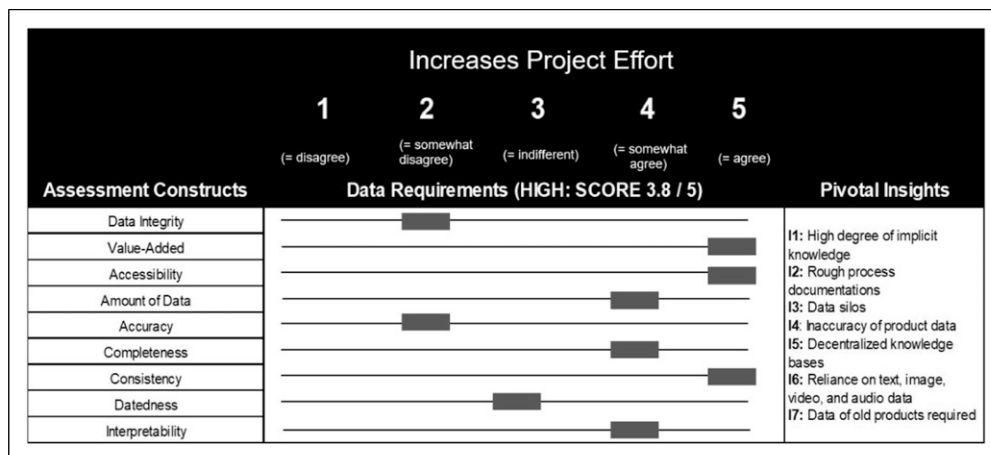 Increases Project Effort
1 2 3 4 5
(= disagree) (= somewhat disagree) (= indifferent) (= somewhat agree) (= agree)
Assessment Constructs Data Requirements (HIGH: SCORE 3.8 / 5) Pivotal Insights
Data Integrity
Value-Added
Accessibility
Amount of Data
Accuracy
Completeness
Consistency
Datedness
Interpretability
I1: High degree of implicit
knowledge
I2: Rough process
documentations
I3: Data silos
I4: Inaccuracy of product data
I5: Decentralized knowledge
bases
I6: Reliance on text, image,
video, and audio data
I7: Data of old products required